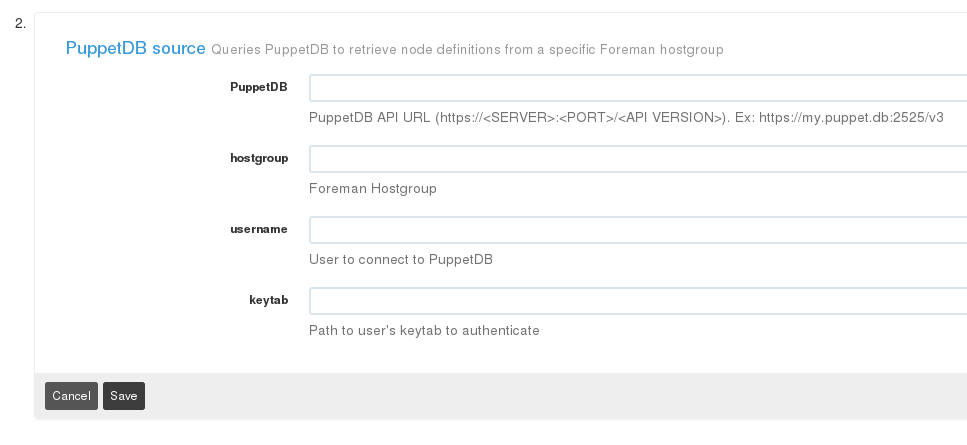 2.
PuppetDB source Queries PuppetDB to retrieve node definitions from a specific Foreman hostgroup
PuppetDB
PuppetDB API URL (https://<SERVER>:<PORT>/<API VERSION>). Ex: https://my.puppet.db:2525/v3
hostgroup
Foreman Hostgroup
username
User to connect to PuppetDB
keytab
Path to user's keytab to authenticate
Cancel Save